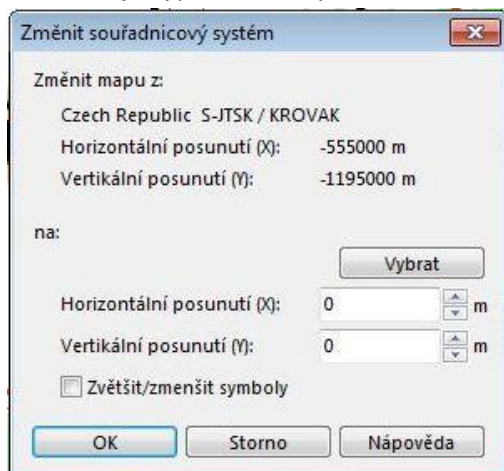 Změnit souřadnicový systém
Změnit mapu z:
Czech Republic S-JTSK / KROVAK
Horizontální posunutí (X): -555000 m
Vertikální posunutí (Y): -1195000 m
na:
Vybrat
Horizontální posunutí (X): 0 m
Vertikální posunutí (Y): 0 m
Zvětšit/zmenšit symboly
OK Storno Nápověda